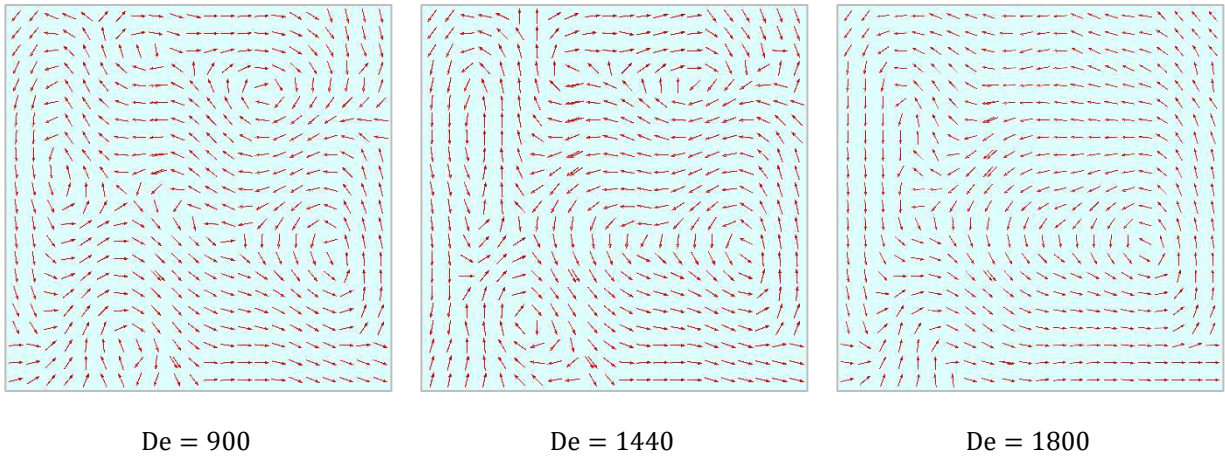 De = 900 De = 1440 De = 1800